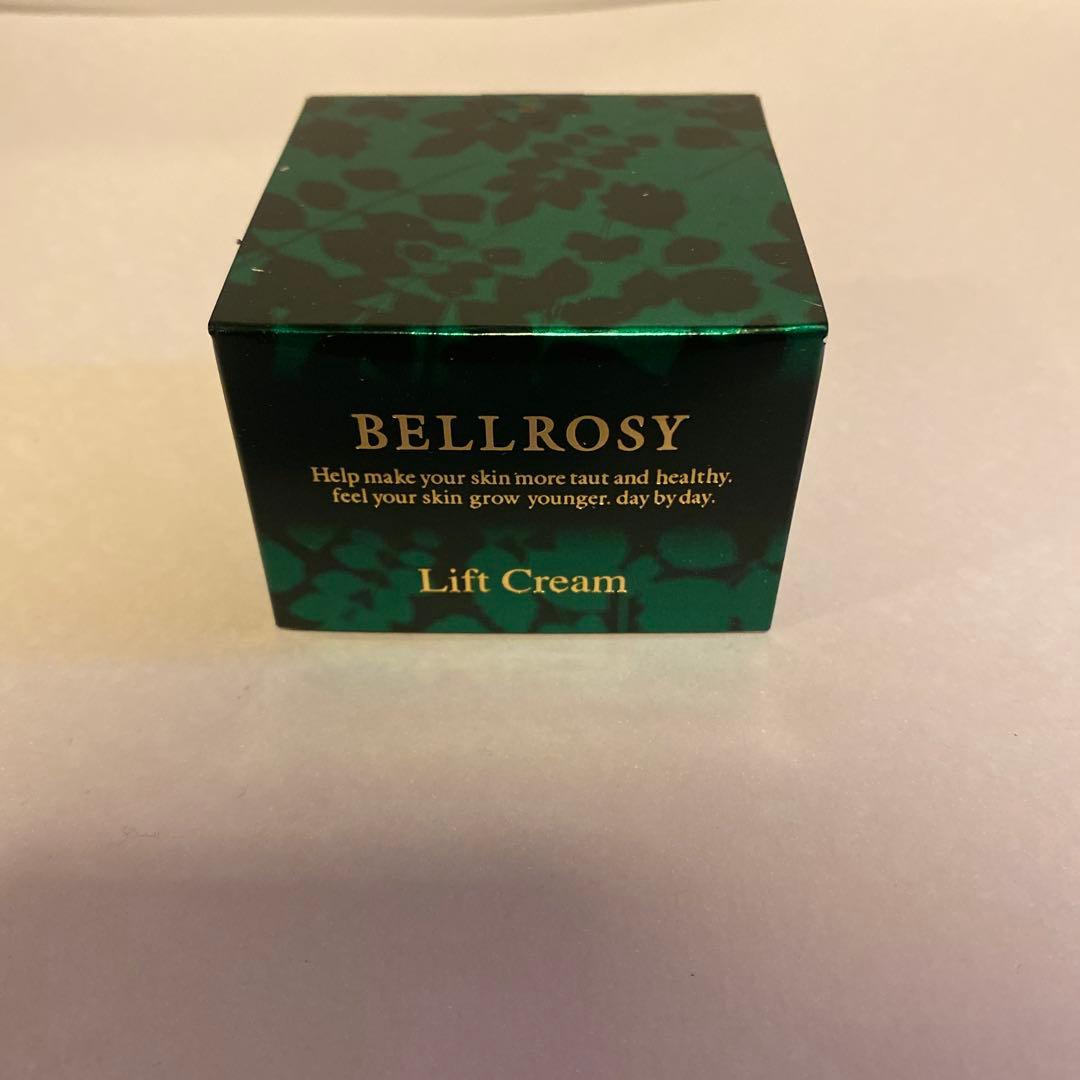 BELLROSY
Help make your skin more taut and healthy.
feel your skin grow younger. day by day.
Lift Cream